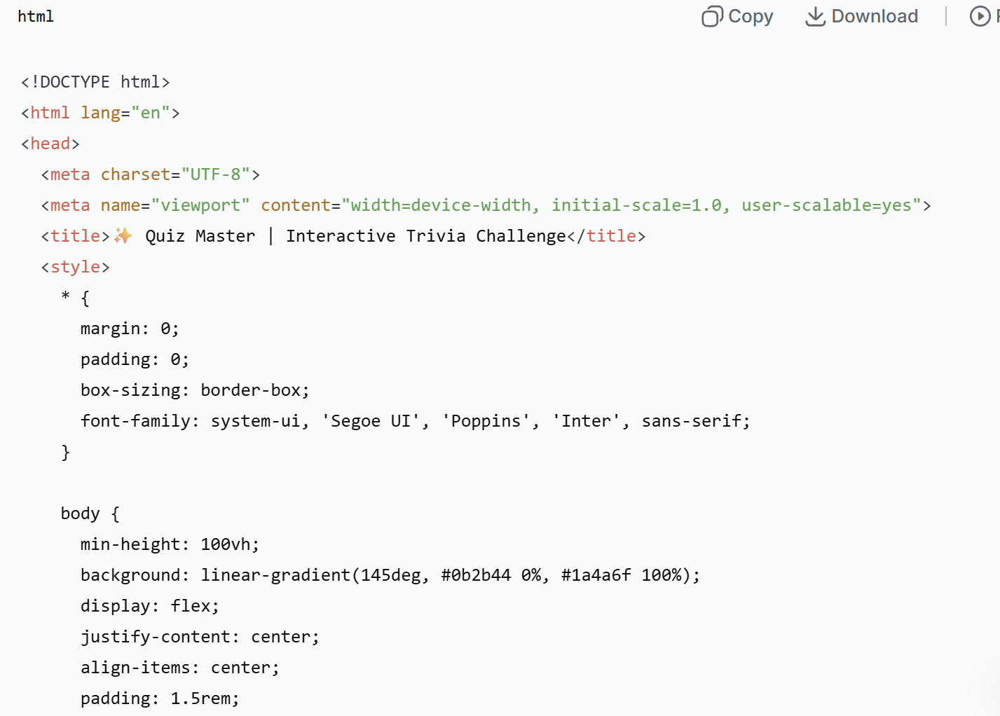 html
Copy
Download
<!DOCTYPE html>
<html lang="en">
<head>
<meta charset="UTF-8">
<meta name="viewport" content="width=device-width, initial-scale=1.0, user-scalable=yes">
<title>✨ Quiz Master | Interactive Trivia Challenge</title>
<style>
* {
margin: 0;
padding: 0;
box-sizing: border-box;
font-family: system-ui, 'Segoe UI', 'Poppins', 'Inter', sans-serif;
}
body {
min-height: 100vh;
background: linear-gradient(145deg, #0b2b44 0%, #1a4a6f 100%);
display: flex;
justify-content: center;
align-items: center;
padding: 1.5rem;